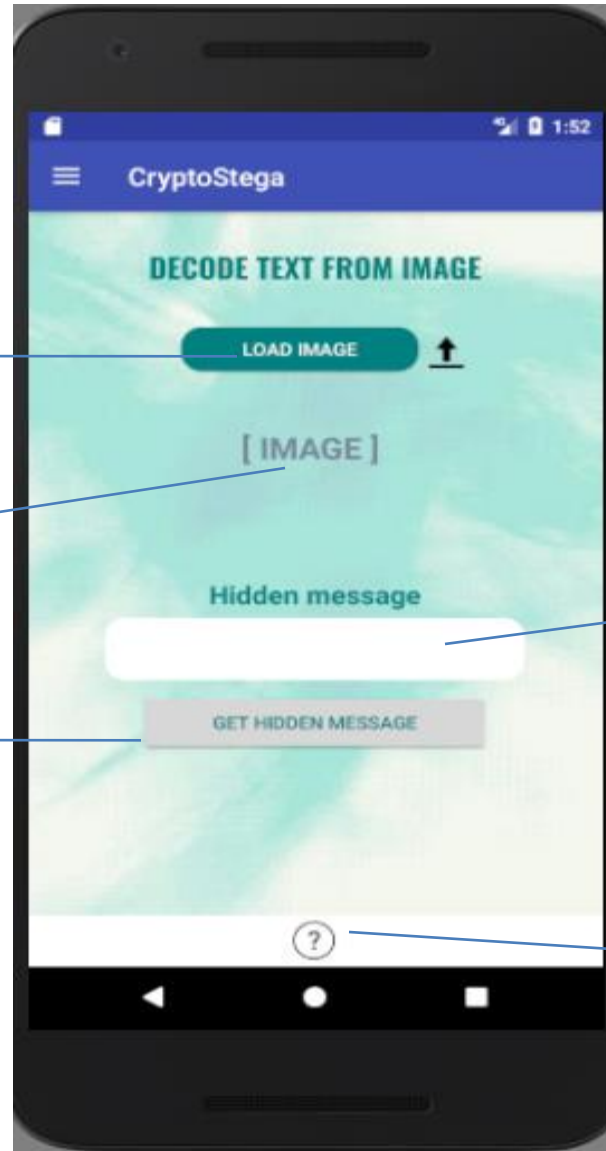 1:52
CryptoStega
DECODE TEXT FROM IMAGE
LOAD IMAGE
[ IMAGE ]
Hidden message
GET HIDDEN MESSAGE
?